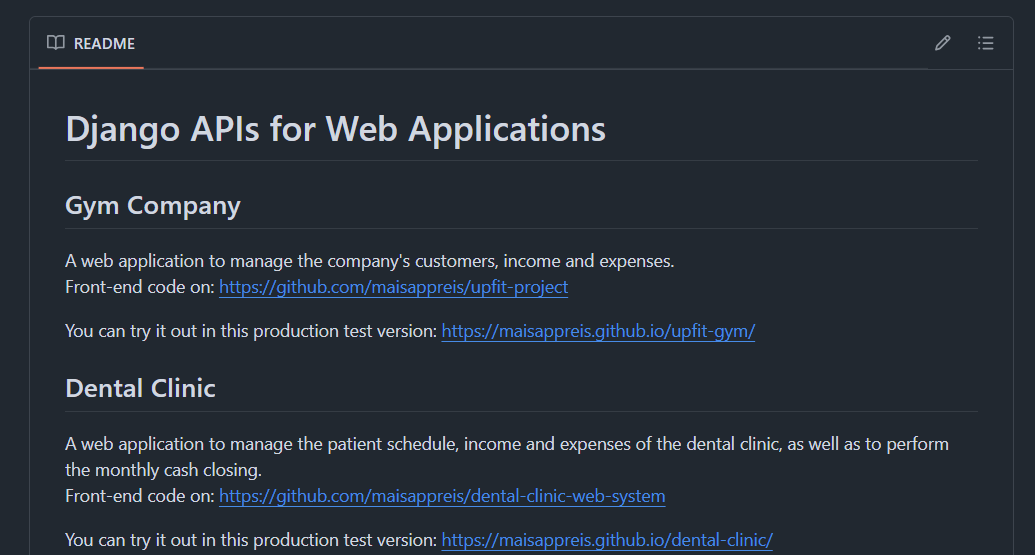 README
Django APIs for Web Applications
Gym Company
A web application to manage the company's customers, income and expenses.
Front-end code on: https://github.com/maisappreis/upfit-project
You can try it out in this production test version: https://maisappreis.github.io/upfit-gym/
Dental Clinic
A web application to manage the patient schedule, income and expenses of the dental clinic, as well as to perform
the monthly cash closing.
Front-end code on: https://github.com/maisappreis/dental-clinic-web-system
You can try it out in this production test version: https://maisappreis.github.io/dental-clinic/